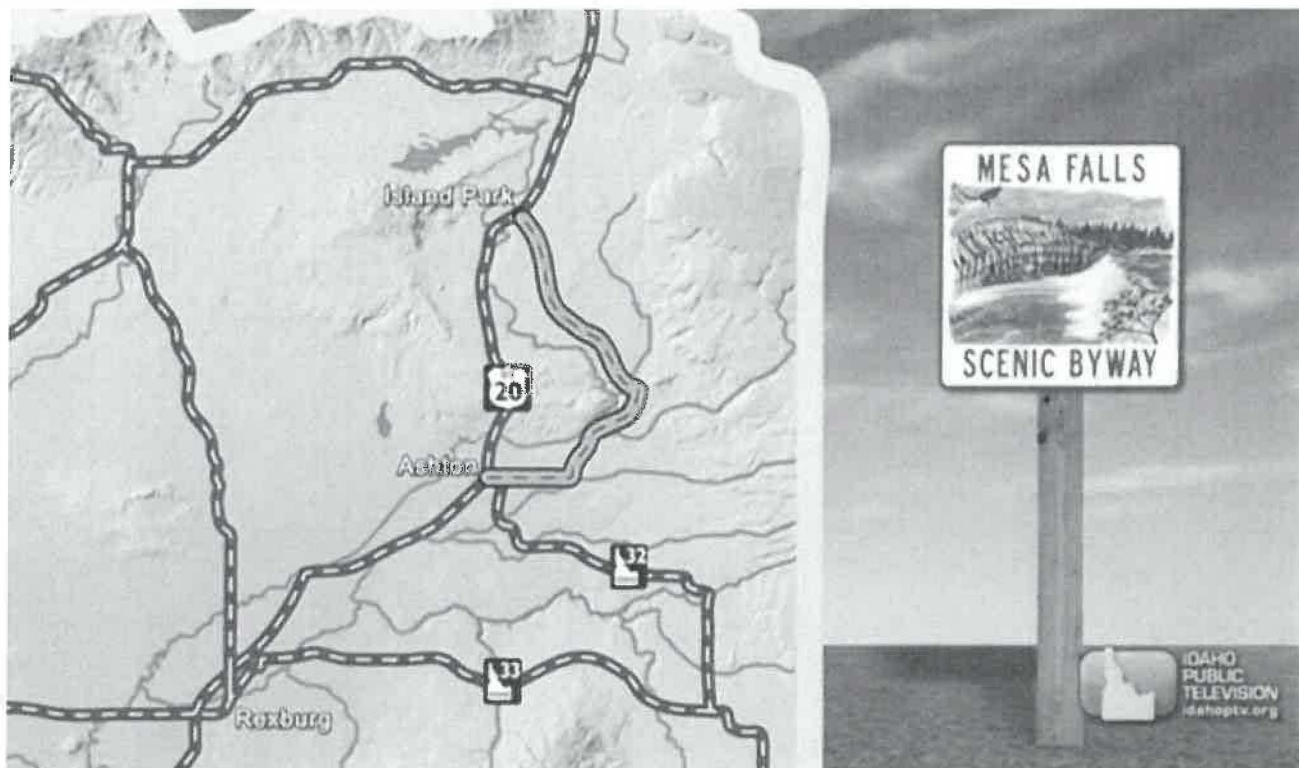 Island Park
20
Ashton
32
33
Rexburg
MESA FALLS
SCENIC BYWAY
IDAHO
PUBLIC
TELEVISION
idahoptv.org